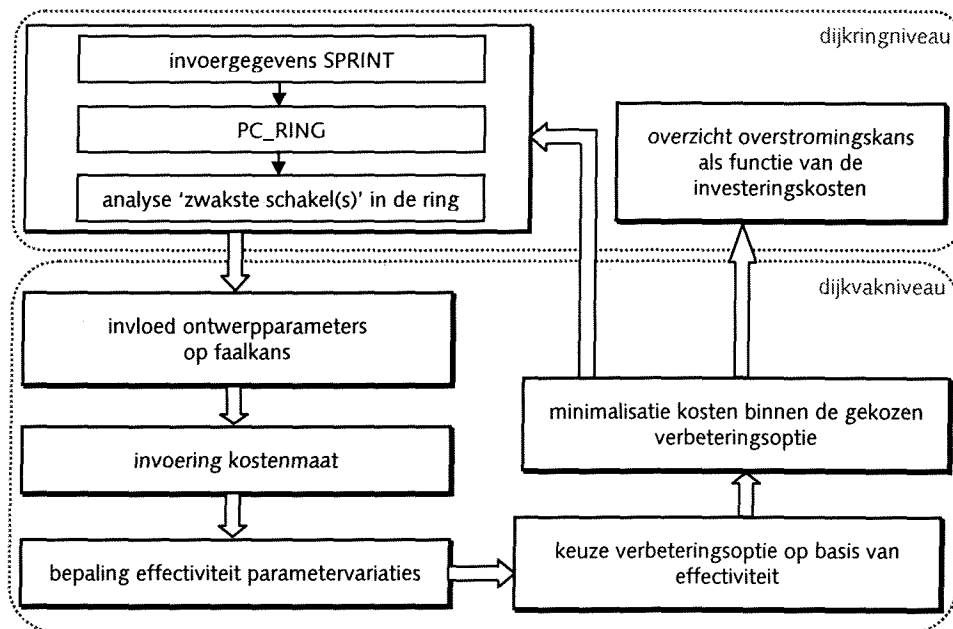 dijkringniveau
invoergegevens SPRINT
PC_RING
analyse 'zwakste schakel(s)' in de ring
overzicht overstromingskans
als functie van de
investeringskosten
dijkvakniveau
invloed ontwerpparameters
op faalkans
invoering kostenmaat
bepaling effectiviteit parametervariaties
keuze verbeteringsoptie op basis van
effectiviteit
minimalisatie kosten binnen de gekozen
verbeteringsoptie